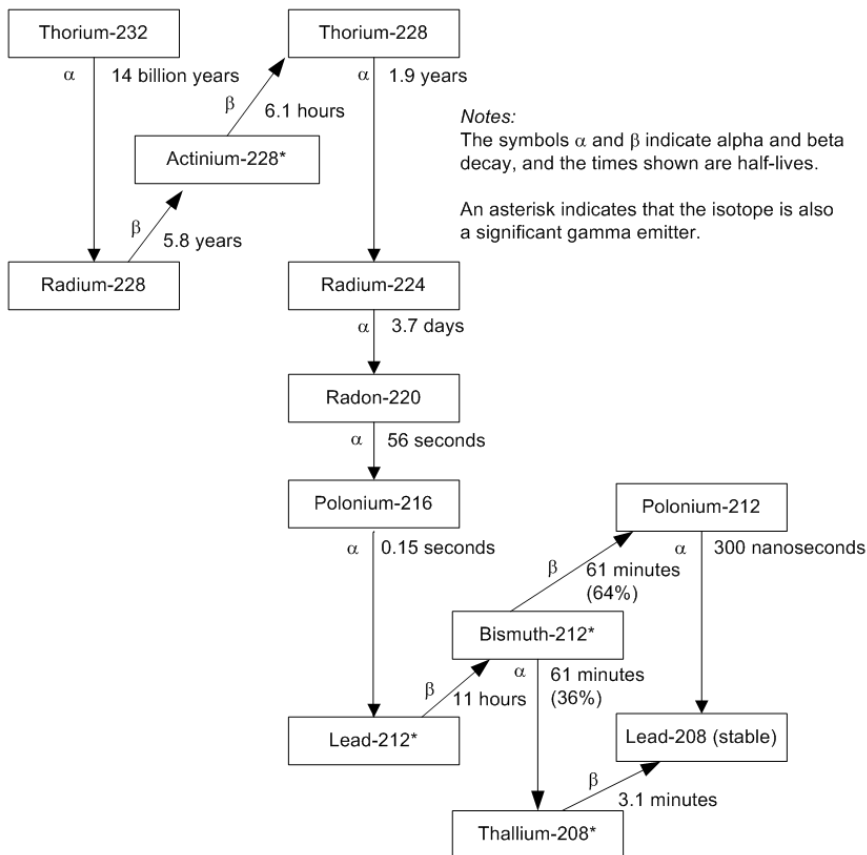 Thorium-232
Thorium-228
α 14 billion years
α 1.9 years
β 6.1 hours
Notes:
The symbols α and β indicate alpha and beta
decay, and the times shown are half-lives.
Actinium-228*
An asterisk indicates that the isotope is also
a significant gamma emitter.
β 5.8 years
Radium-228
Radium-224
α 3.7 days
Radon-220
α 56 seconds
Polonium-216
Polonium-212
α 0.15 seconds
α 300 nanoseconds
β 61 minutes
(64%)
Bismuth-212*
α 61 minutes
(36%)
β 11 hours
Lead-212*
Lead-208 (stable)
β 3.1 minutes
Thallium-208*